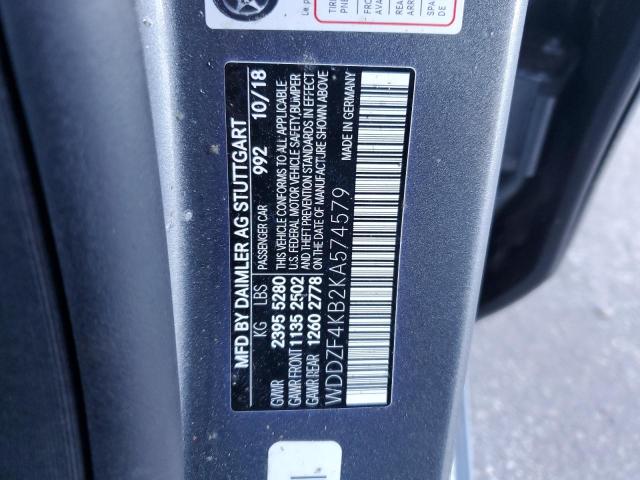 MFD BY DAIMLER AG STUTTGART
KG LBS PASSENGER CAR 992 10/18
GVWR 2395 5280 THIS VEHICLE CONFORMS TO ALL APPLICABLE
GAWR FRONT 1135 2502 U.S. FEDERAL MOTOR VEHICLE SAFETY, BUMPER
AND THEFT PREVENTION STANDARDS IN EFFECT
GAWR REAR 1260 2778 ON THE DATE OF MANUFACTURE SHOWN ABOVE
WDDZF4KB2KA574579 MADE IN GERMANY